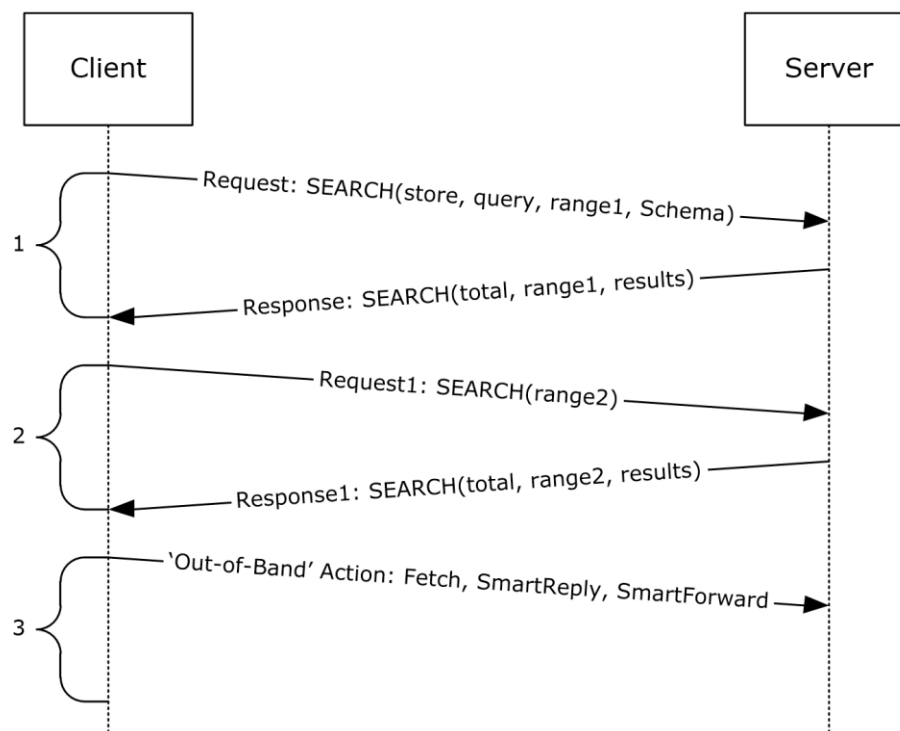 Client
Server
Request: SEARCH(store, query, range1, Schema)
1
Response: SEARCH(total, range1, results)
Request1: SEARCH(range2)
2
Response1: SEARCH(total, range2, results)
‘Out-of-Band’ Action: Fetch, SmartReply, SmartForward
3